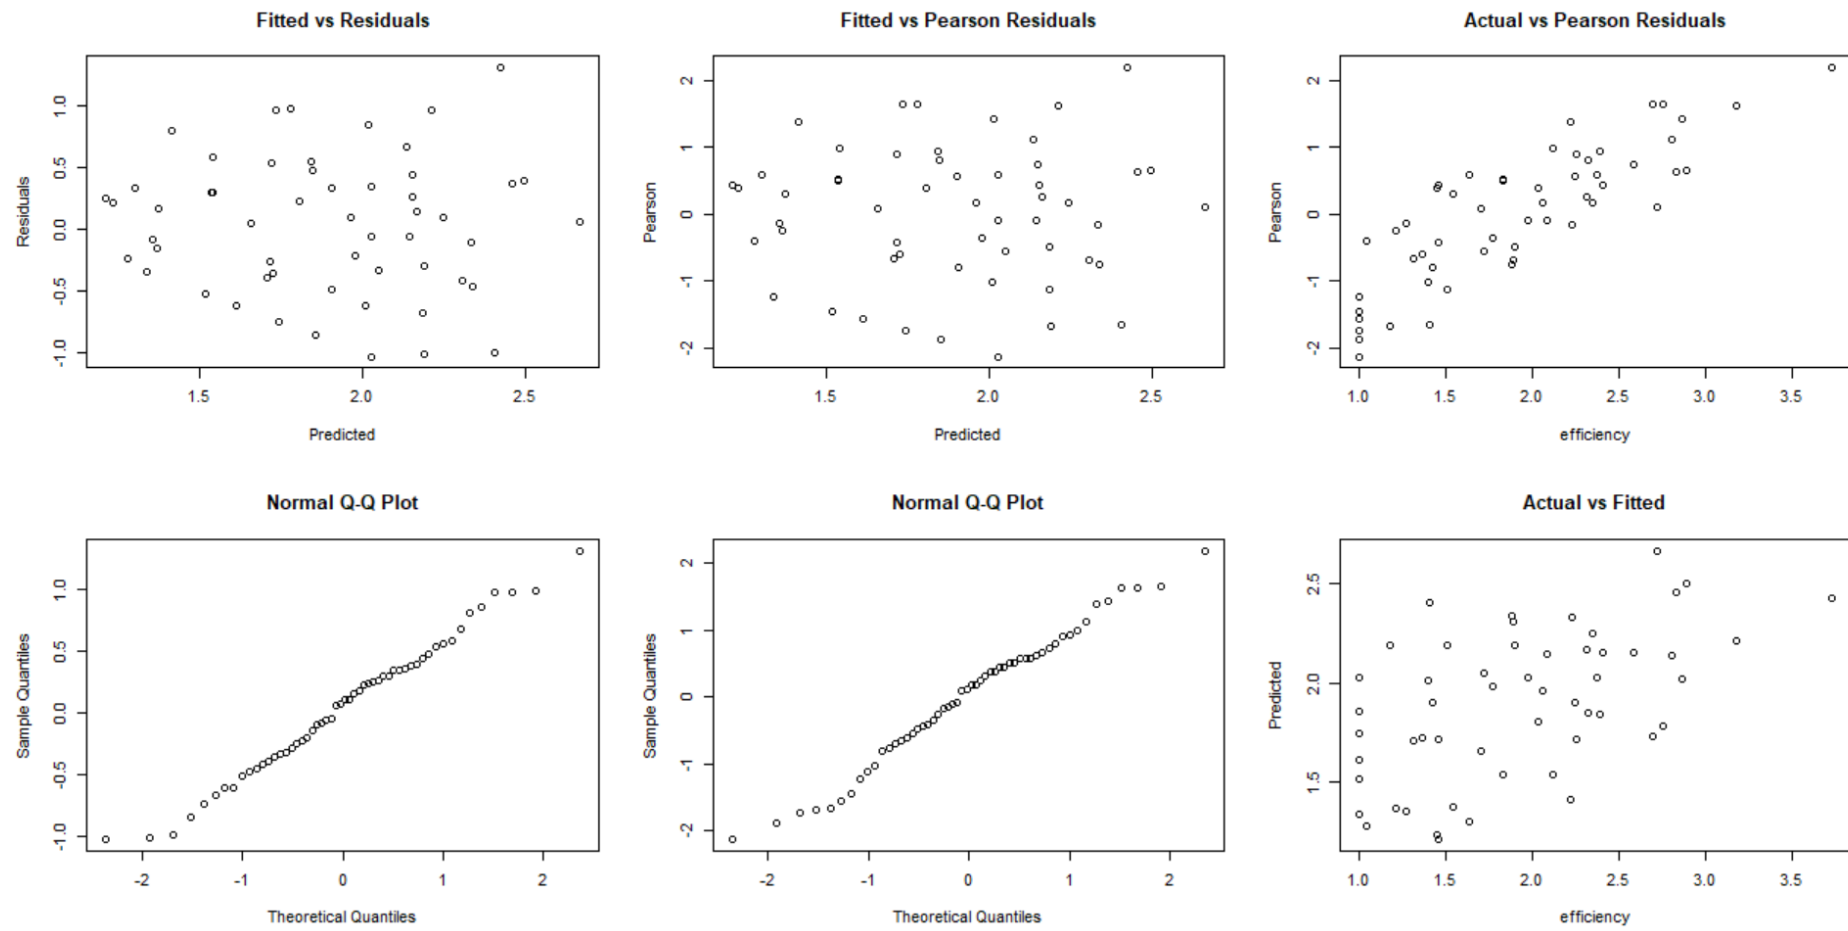 Fitted vs Residuals
Residuals
-1.0 -0.5 0.0 0.5 1.0
1.5 2.0 2.5
Predicted
Fitted vs Pearson Residuals
Pearson
-2 -1 0 1 2
1.5 2.0 2.5
Predicted
Actual vs Pearson Residuals
Pearson
-2 -1 0 1 2
1.0 1.5 2.0 2.5 3.0 3.5
efficiency
Normal Q-Q Plot
Sample Quantiles
-1.0 -0.5 0.0 0.5 1.0
-2 -1 0 1 2
Theoretical Quantiles
Normal Q-Q Plot
Sample Quantiles
-2 -1 0 1 2
-2 -1 0 1 2
Theoretical Quantiles
Actual vs Fitted
Predicted
1.5 2.0 2.5
1.0 1.5 2.0 2.5 3.0 3.5
efficiency